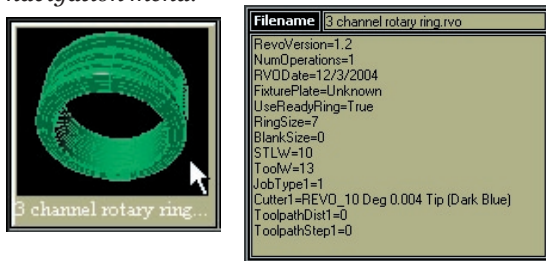 navigation menu.
3 channel rotary ring...
Filename 3 channel rotary ring.rvo
RevoVersion=1.2
NumOperations=1
RVODate=12/3/2004
FixturePlate=Unknown
UseReadyRing=True
RingSize=7
BlankSize=0
STLW=10
ToolW=13
JobType1=1
Cutter1=REVO_10 Deg 0.004 Tip (Dark Blue)
ToolpathDist1=0
ToolpathStep1=0